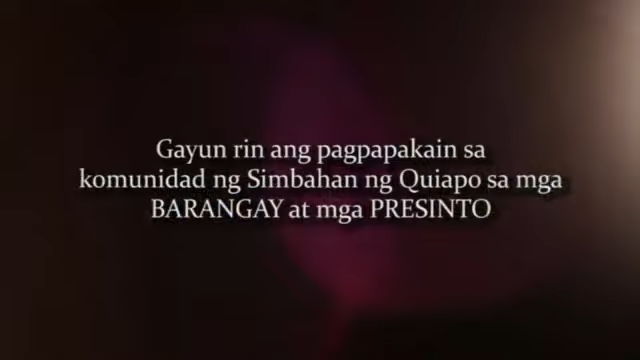 Gayun rin ang pagpapakain sa
komunidad ng Simbahan ng Quiapo sa mga
BARANGAY at mga PRESINTO